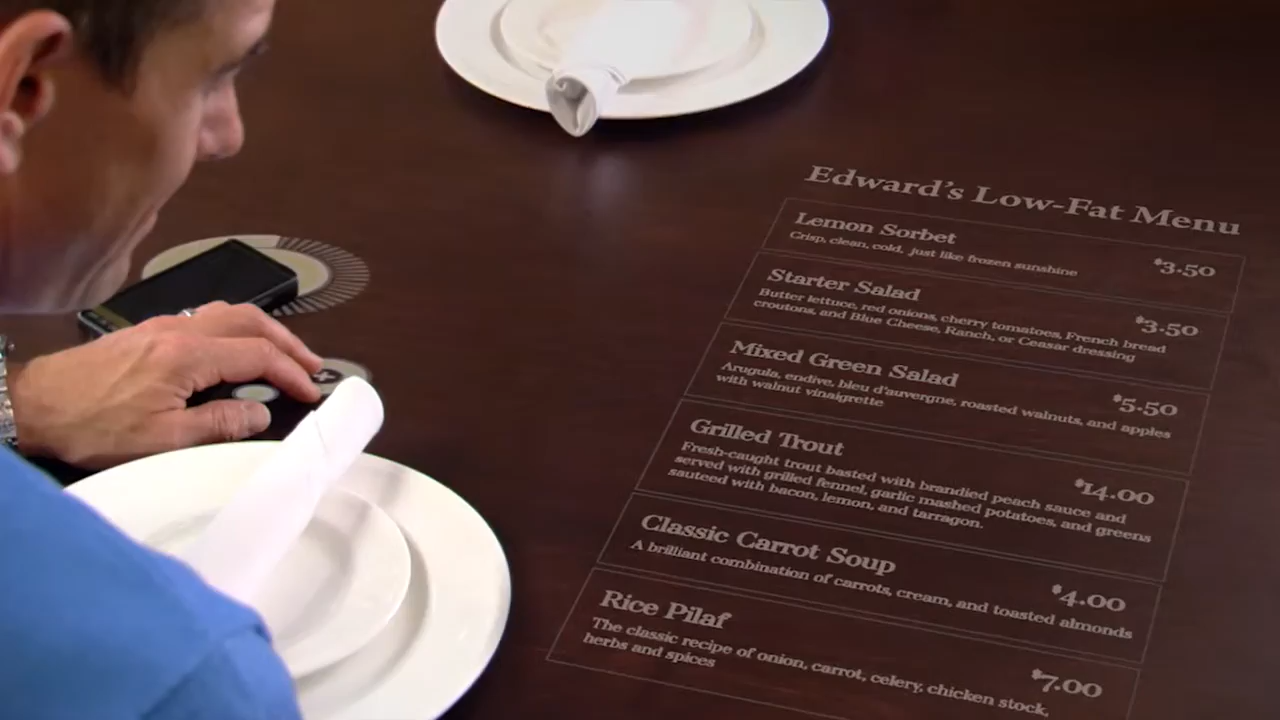 Edward's Low-Fat Menu
Lemon Sorbet
Crisp, clean, cold, just like frozen sunshine
$3.50
Starter Salad
Butter lettuce, red onions, cherry tomatoes, French bread
croutons, and Blue Cheese, Ranch, or Ceasar dressing
$3.50
Mixed Green Salad
Arugula, endive, bleu d'auvergne, roasted walnuts, and apples
with walnut vinaigrette
$5.50
Grilled Trout
Fresh-caught trout basted with brandied peach sauce and
served with grilled fennel, garlic mashed potatoes, and greens
sauteed with bacon, lemon, and tarragon.
$14.00
Classic Carrot Soup
A brilliant combination of carrots, cream, and toasted almonds
$4.00
Rice Pilaf
The classic recipe of onion, carrot, celery, chicken stock,
herbs and spices
$7.00